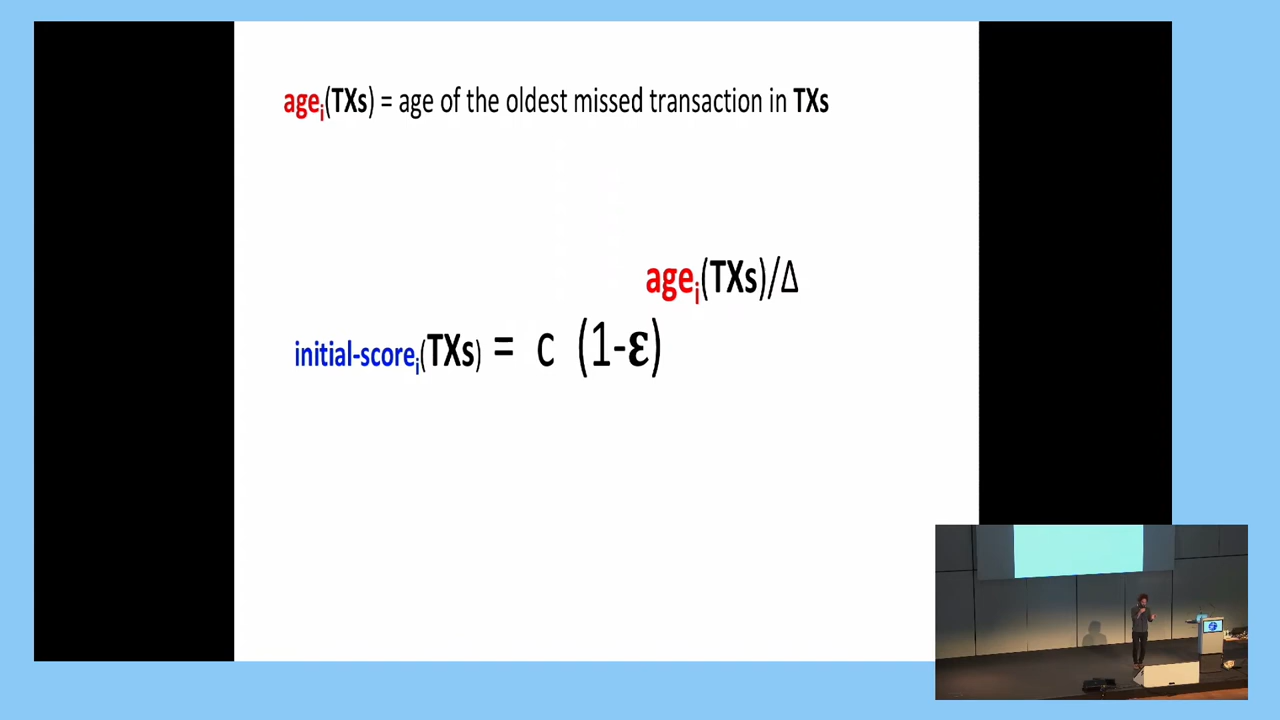 ageᵢ(TXs) = age of the oldest missed transaction in TXs
ageᵢ(TXs)/Δ
initial-scoreᵢ(TXs) = c (1-ε)